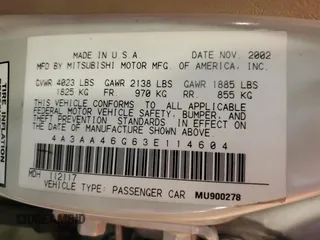 MADE IN U S A DATE NOV. 2002
MFD BY MITSUBISHI MOTOR MFG. OF AMERICA. INC.
GVWR 4023 LBS GAWR 2138 LBS GAWR 1885 LBS
1825 KG FR 970 KG RR 855 KG
THIS VEHICLE CONFORMS TO ALL APPLICABLE
FEDERAL MOTOR VEHICLE SAFETY, BUMPER, AND
THEFT PREVENTION STANDARDS IN EFFECT ON
THE DATE OF MANUFACTURE SHOWN ABOVE.
4A3AA46G63E114604
MDH 112117
VEHICLE TYPE: PASSENGER CAR MU900278
TIRE INFLATION